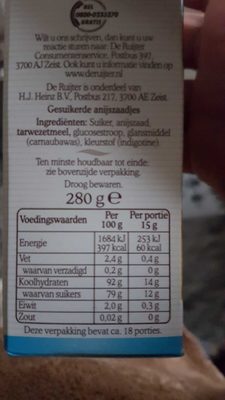 BEL
0800-0232270
GRATIS
Wilt u ons schrijven, dan kunt u uw
reactie sturen naar: De Ruijter
Consumentenservice, Postbus 397,
3700 AJ Zeist. Ook kunt u informatie vinden op
www.deruijter.nl
De Ruijter is onderdeel van
H.J. Heinz B.V., Postbus 217, 3700 AE Zeist.
Gesuikerde anijszaadjes
Ingrediënten: Suiker, anijszaad,
tarwezetmeel, glucosestroop, glansmiddel
(carnaubawas), kleurstof (indigotine).
Ten minste houdbaar tot einde:
zie bovenzijde verpakking.
Droog bewaren.
280 g e
Voedingswaarden Per 100 g Per portie 15 g
Energie 1684 kJ 397 kcal 253 kJ 60 kcal
Vet 2,4 g 0,4 g
waarvan verzadigd 0,2 g 0 g
Koolhydraten 92 g 14 g
waarvan suikers 79 g 12 g
Eiwit 2,0 g 0,3 g
Zout 0,02 g 0 g
Deze verpakking bevat ca. 18 porties.